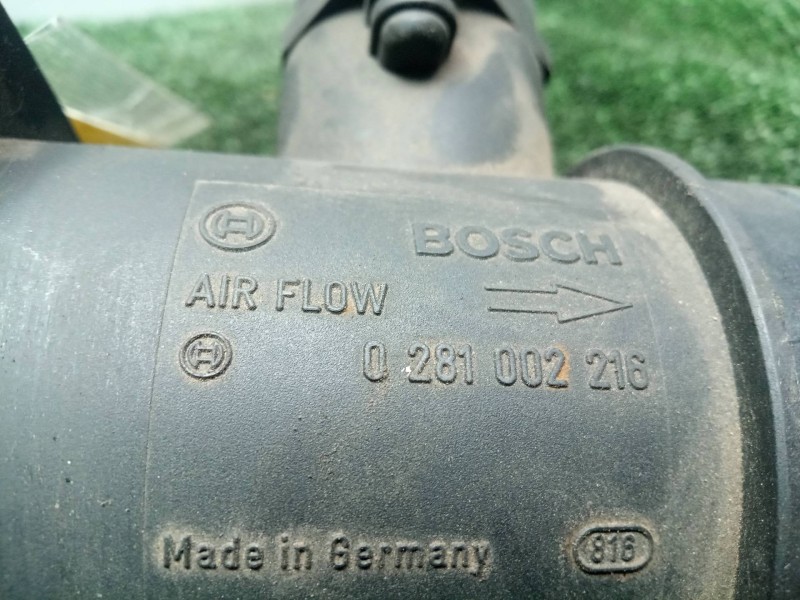 BOSCH
AIR FLOW
0 281 002 216
Made in Germany 816